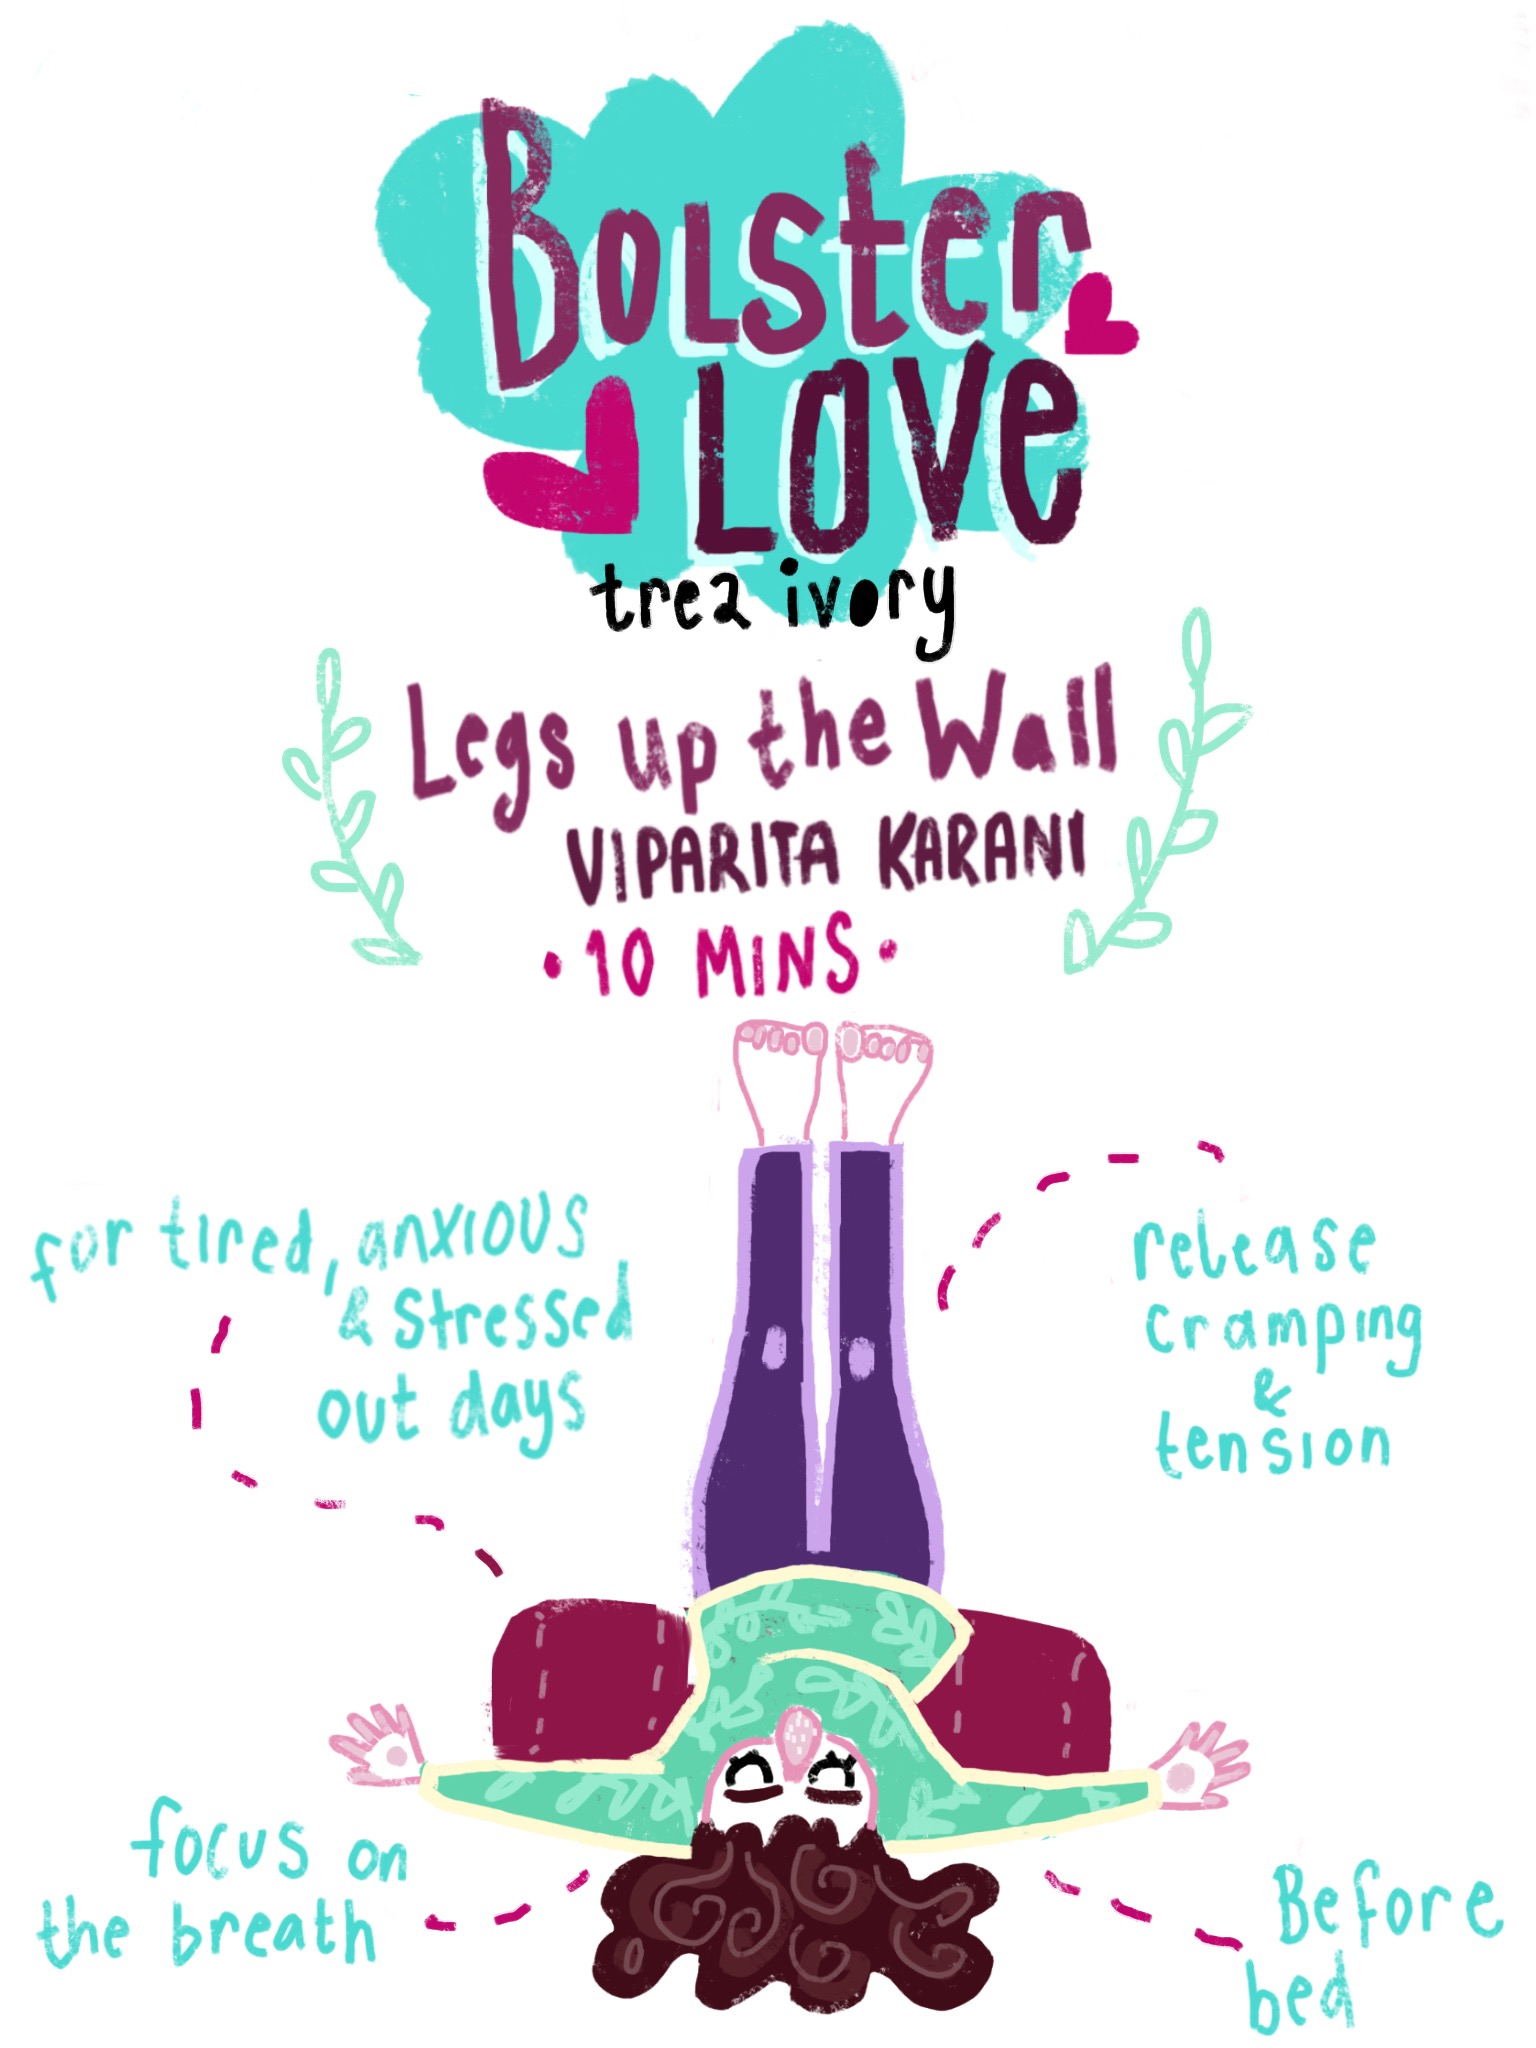 Bolster
LOVE
trea ivory
Legs up the Wall
VIPARITA KARANI
• 10 MINS •
for tired, anxious
& stressed
out days
release
cramping
&
tension
focus on
the breath
Before
bed